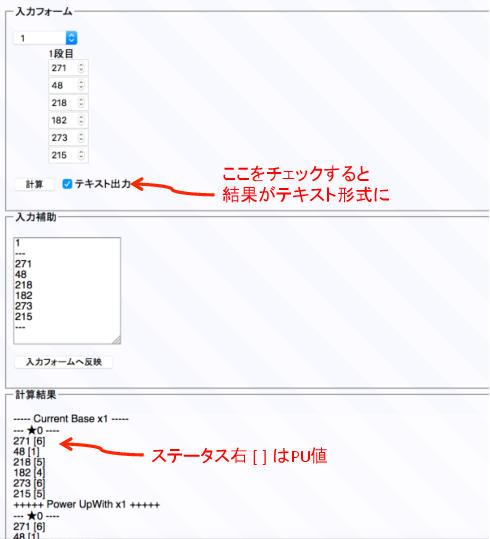 入力フォーム
1
1段目
271
48
218
182
273
215
計算 テキスト出力
ここをチェックすると
結果がテキスト形式に
入力補助
1
---
271
48
218
182
273
215
---
入力フォームへ反映
計算結果
----- Current Base x1 -----
--- ★0 ----
271 [6]
48 [1]
218 [5]
182 [4]
273 [6]
215 [5]
ステータス右 [ ] はPU値
+++++ Power UpWith x1 +++++
--- ★0 ----
271 [6]
48 [1]